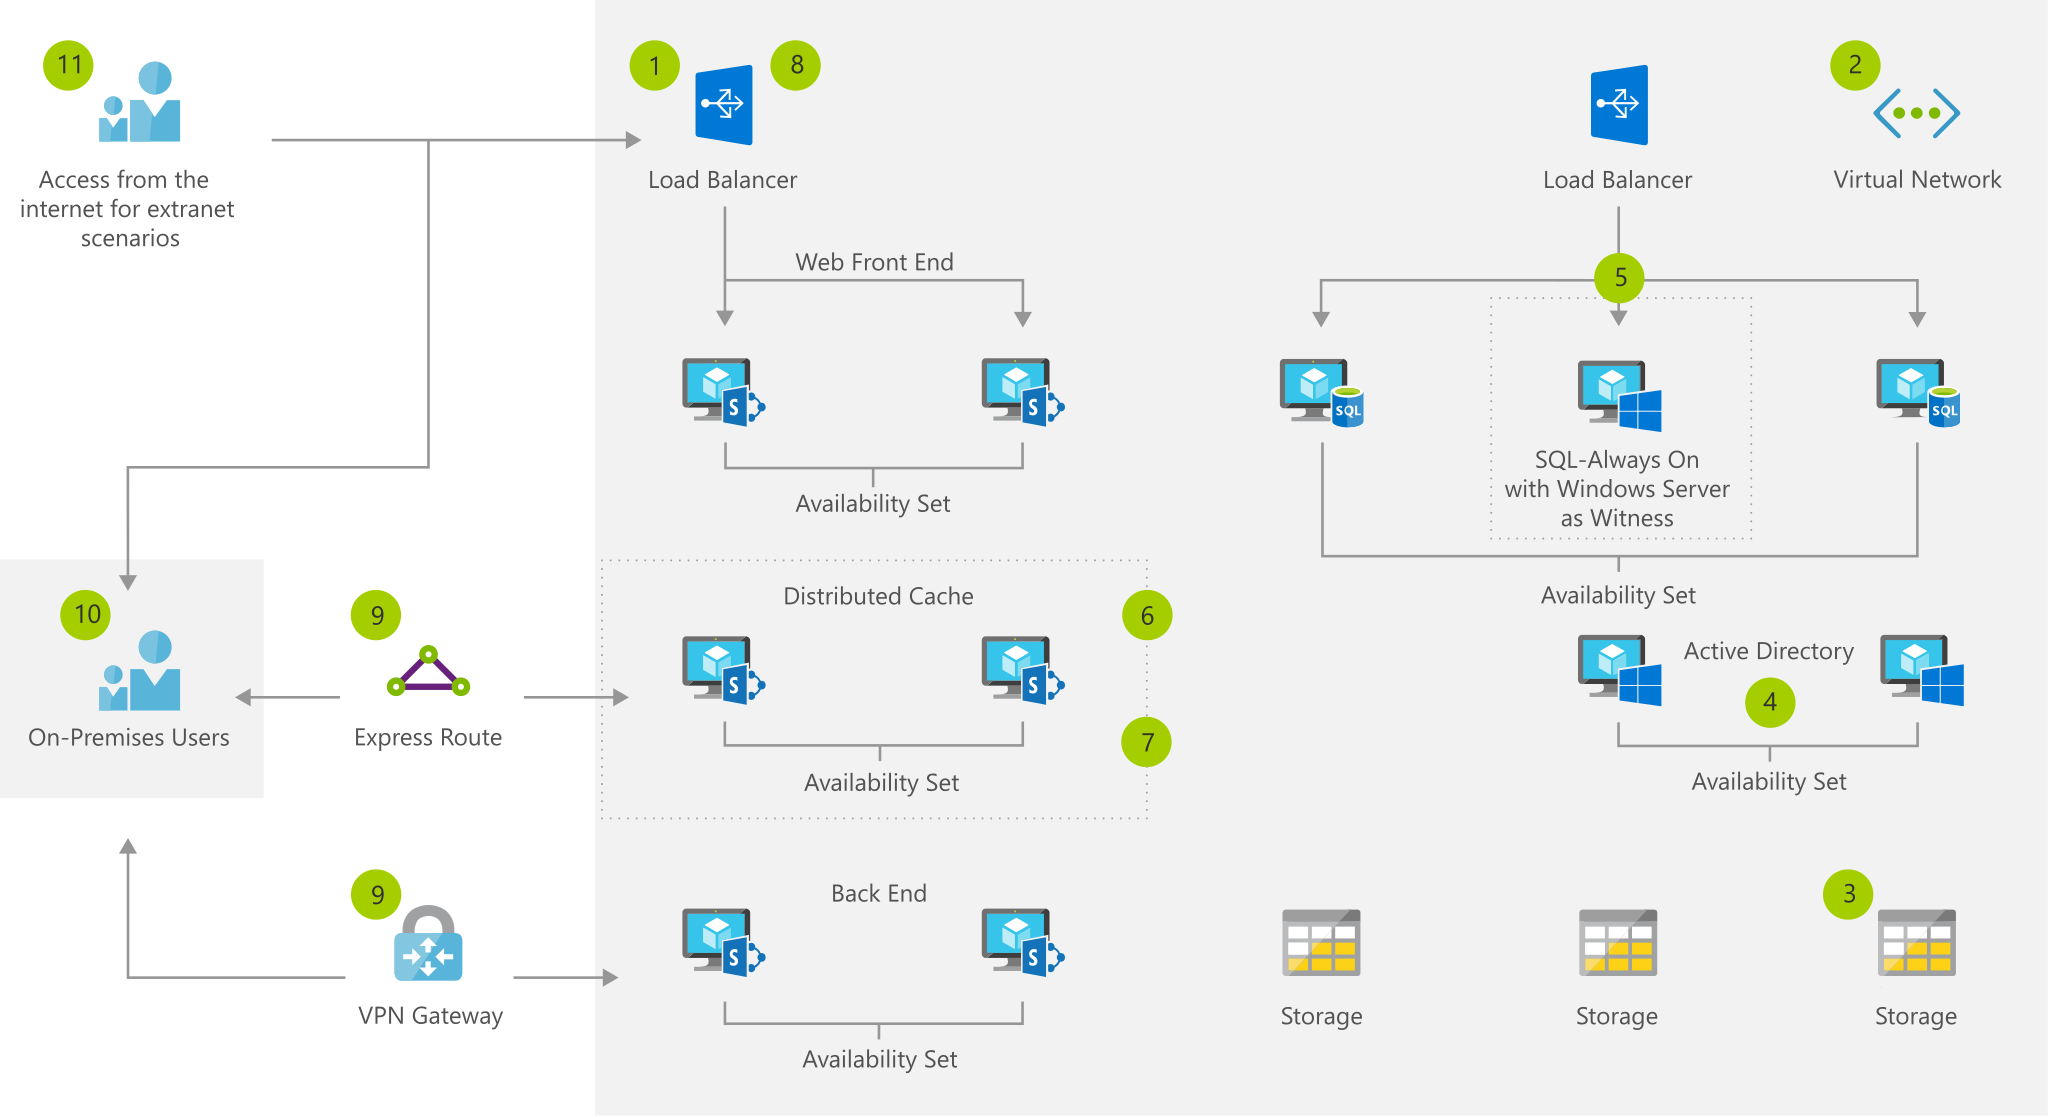 11
1
8
2
Access from the
internet for extranet
scenarios
Load Balancer
Load Balancer
Virtual Network
Web Front End
5
S
S
SQL
SQL
SQL-Always On
with Windows Server
as Witness
Availability Set
Availability Set
10
9
Distributed Cache
6
S
S
Active Directory
4
On-Premises Users
Express Route
7
Availability Set
Availability Set
9
Back End
3
S
S
VPN Gateway
Storage
Storage
Storage
Availability Set